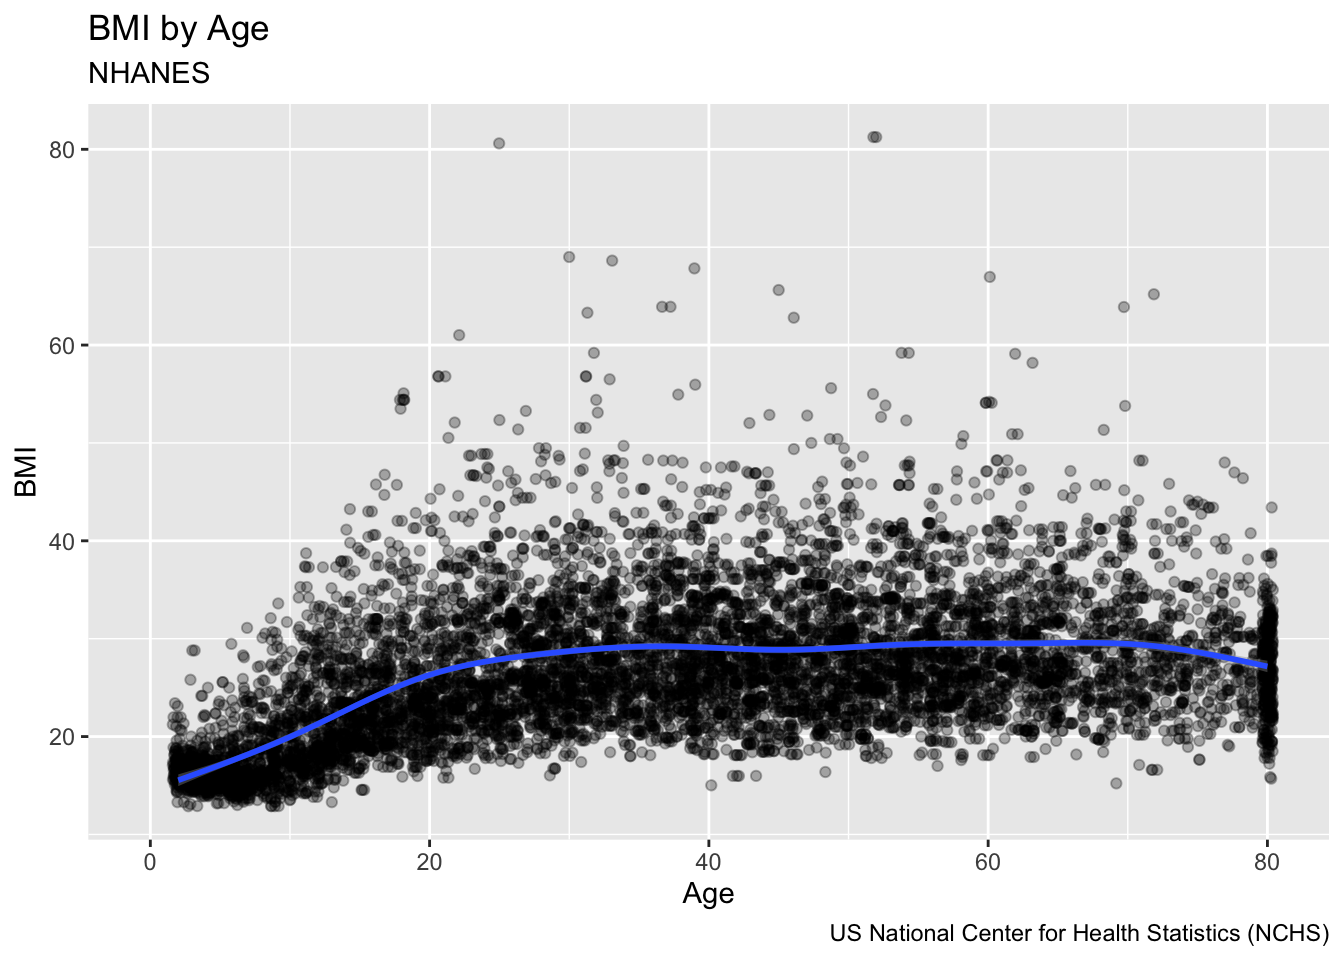 BMI by Age
NHANES
BMI
80
60
40
20
0 20 40 60 80
Age
US National Center for Health Statistics (NCHS)